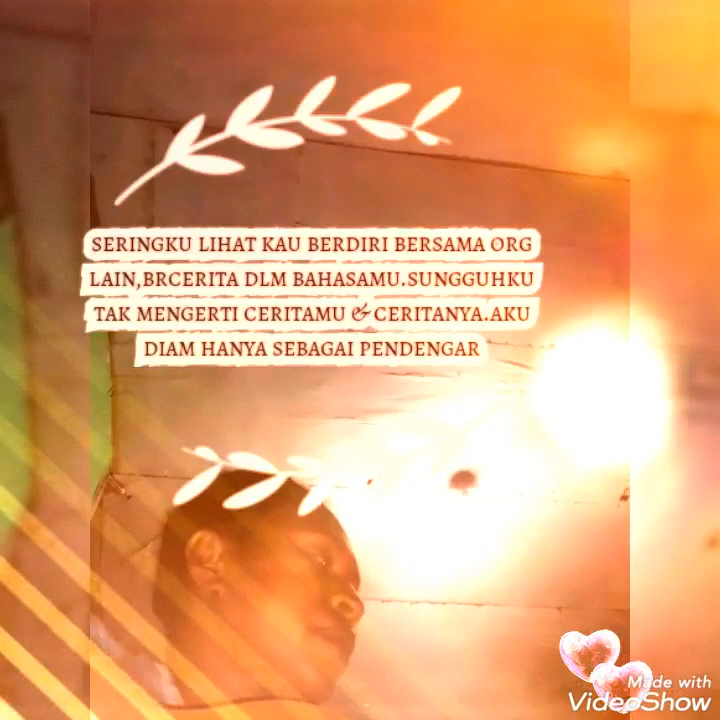 SERINGKU LIHAT KAU BERDIRI BERSAMA ORG
LAIN,BRCERITA DLM BAHASAMU.SUNGGUHKU
TAK MENGERTI CERITAMU & CERITANYA.AKU
DIAM HANYA SEBAGAI PENDENGAR
Made with
VideoShow